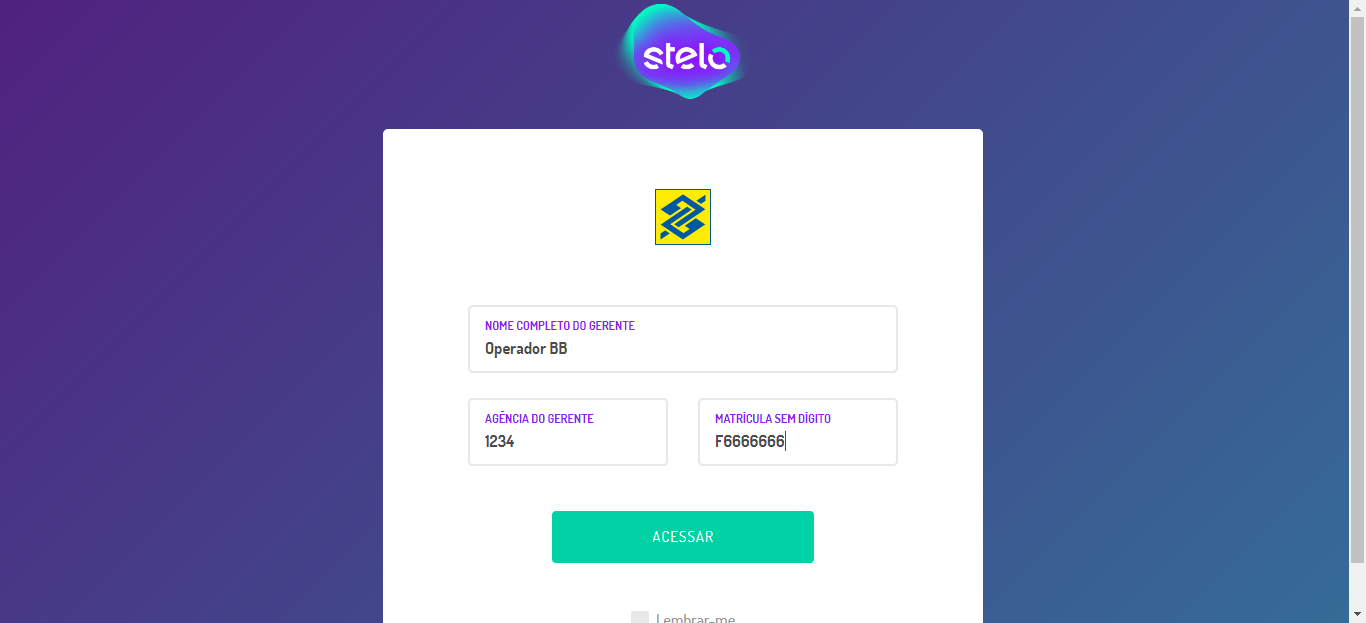 stelo
NOME COMPLETO DO GERENTE
Operador BB
AGÊNCIA DO GERENTE
1234
MATRÍCULA SEM DÍGITO
F6666666
ACESSAR
Lembrar-me